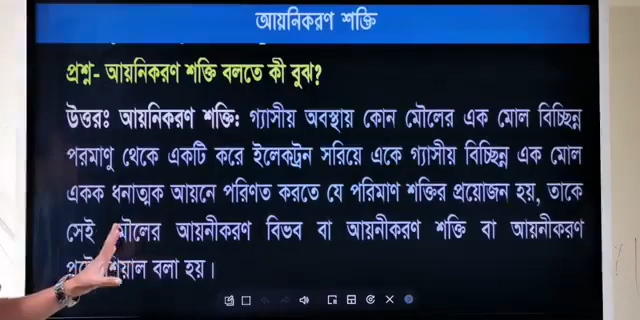 আয়নিকরণ শক্তি
প্রশ্ন- আয়নিকরণ শক্তি বলতে কী বুঝ?
উত্তরঃ আয়নিকরণ শক্তি: গ্যাসীয় অবস্থায় কোন মৌলের এক মোল বিচ্ছিন্ন
পরমাণু থেকে একটি করে ইলেকট্রন সরিয়ে একে গ্যাসীয় বিচ্ছিন্ন এক মোল
একক ধনাত্মক আয়নে পরিণত করতে যে পরিমাণ শক্তির প্রয়োজন হয়, তাকে
সেই মৌলের আয়নীকরণ বিভব বা আয়নীকরণ শক্তি বা আয়নীকরণ
বলা হয়।